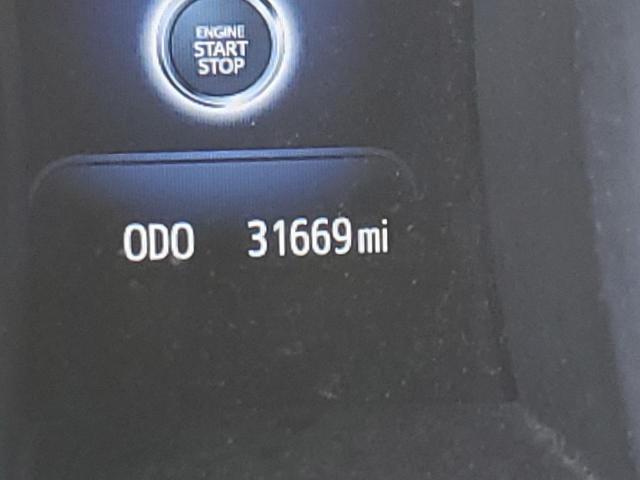 ENGINE
START
STOP
ODO 31669 mi